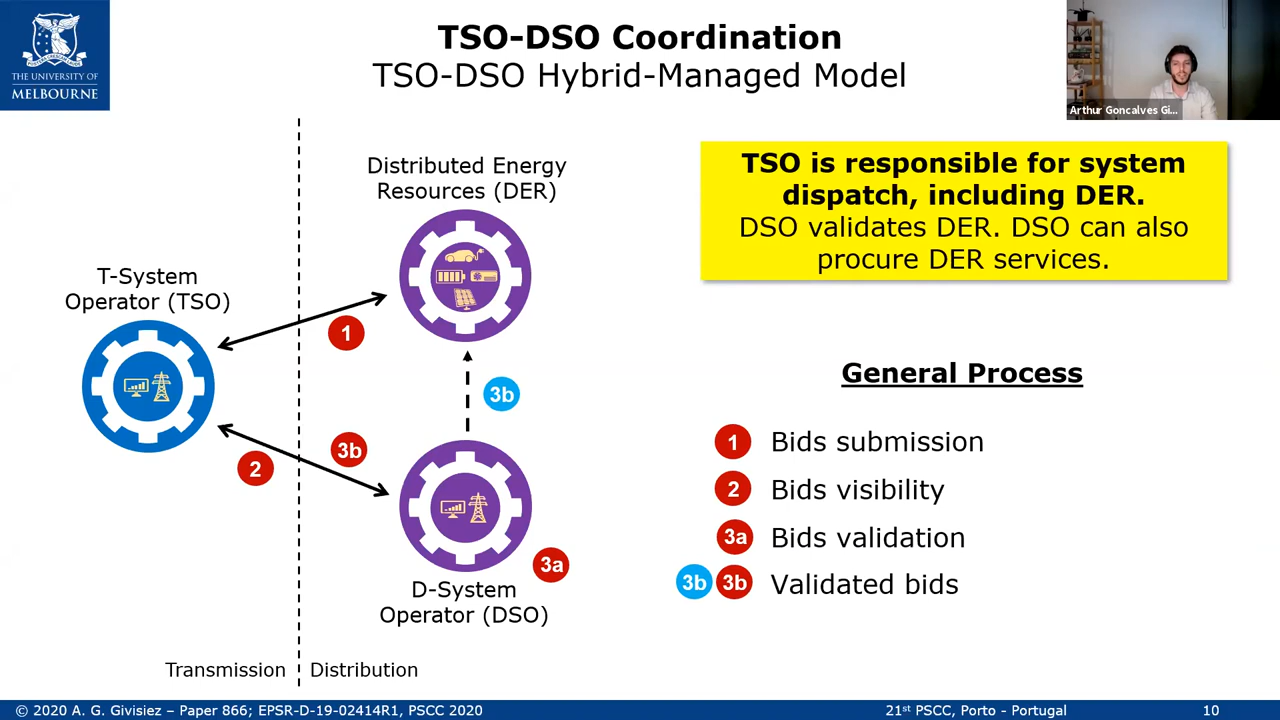 THE UNIVERSITY OF
MELBOURNE
TSO-DSO Coordination
TSO-DSO Hybrid-Managed Model
Arthur Goncalves Gi...
TSO is responsible for system
dispatch, including DER.
DSO validates DER. DSO can also
procure DER services.
Distributed Energy
Resources (DER)
T-System
Operator (TSO)
1
3b
3b
2
3a
D-System
Operator (DSO)
Transmission
Distribution
General Process
1 Bids submission
2 Bids visibility
3a Bids validation
3b 3b Validated bids
© 2020 A. G. Givisiez – Paper 866; EPSR-D-19-02414R1, PSCC 2020
21st PSCC, Porto - Portugal
10